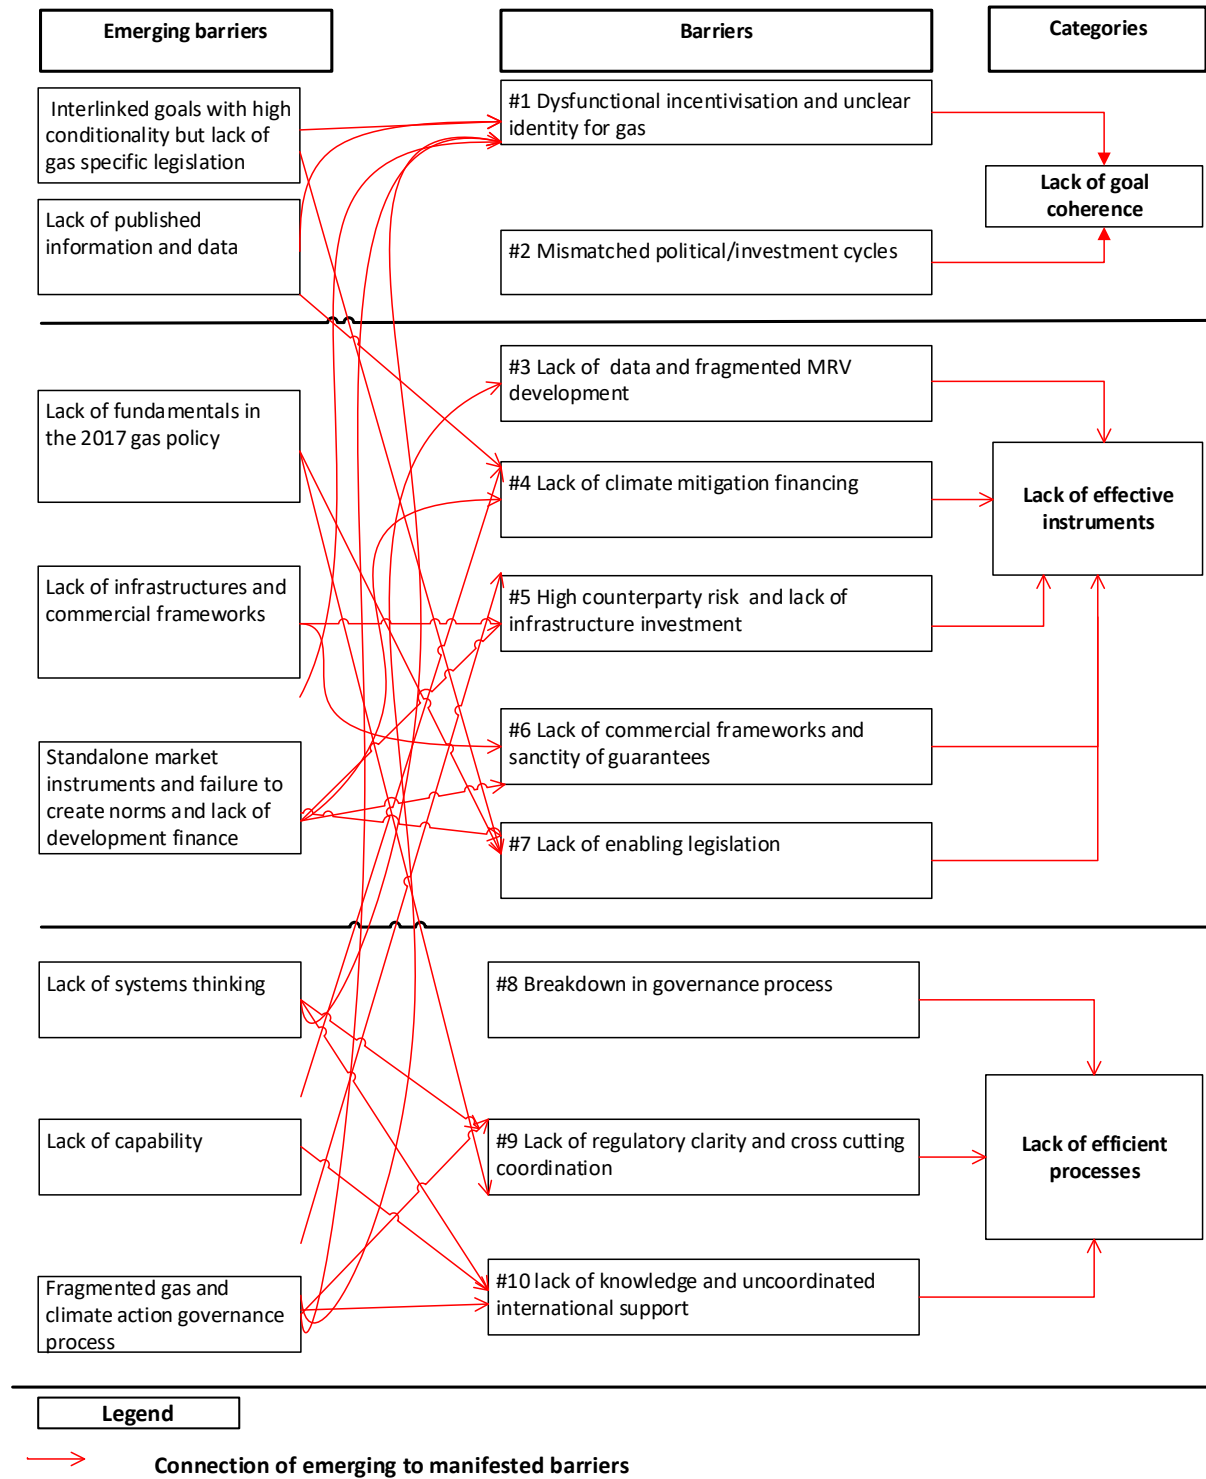 Emerging barriers
Barriers
Categories
Interlinked goals with high
conditionality but lack of
gas specific legislation
Lack of published
information and data
#1 Dysfunctional incentivisation and unclear
identity for gas
#2 Mismatched political/investment cycles
Lack of goal
coherence
Lack of fundamentals in
the 2017 gas policy
Lack of infrastructures and
commercial frameworks
Standalone market
instruments and failure to
create norms and lack of
development finance
#3 Lack of  data and fragmented MRV
development
#4 Lack of climate mitigation financing
#5 High counterparty risk  and lack of
infrastructure investment
#6 Lack of commercial frameworks and
sanctity of guarantees
#7 Lack of enabling legislation
Lack of effective
instruments
Lack of systems thinking
Lack of capability
Fragmented gas and
climate action governance
process
#8 Breakdown in governance process
#9 Lack of regulatory clarity and cross cutting
coordination
#10 lack of knowledge and uncoordinated
international support
Lack of efficient
processes
Legend
Connection of emerging to manifested barriers